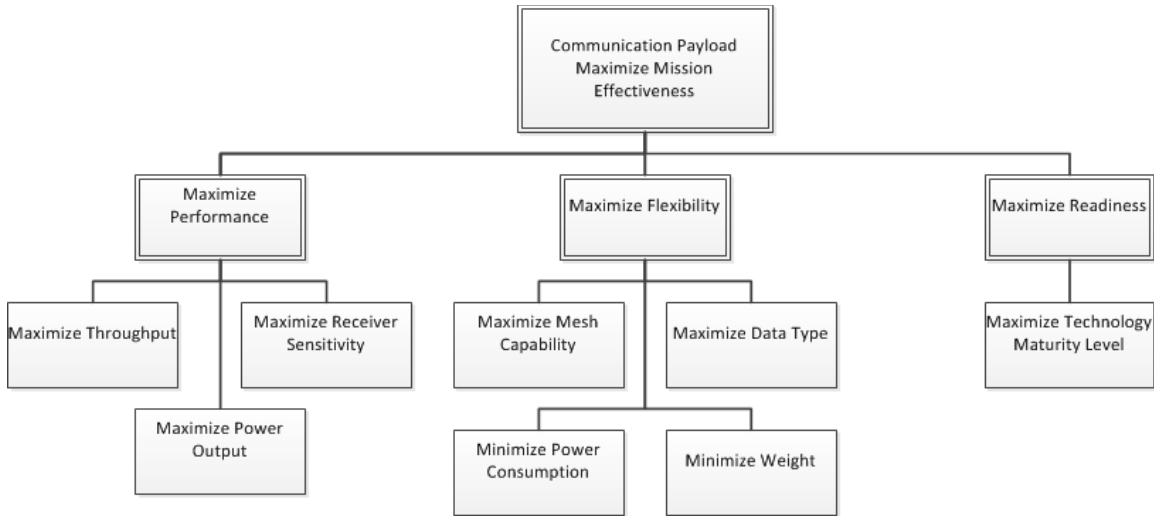 Communication Payload
Maximize Mission
Effectiveness
Maximize
Performance
Maximize Flexibility
Maximize Readiness
Maximize Throughput
Maximize Receiver
Sensitivity
Maximize Mesh
Capability
Maximize Data Type
Maximize Technology
Maturity Level
Maximize Power
Output
Minimize Power
Consumption
Minimize Weight